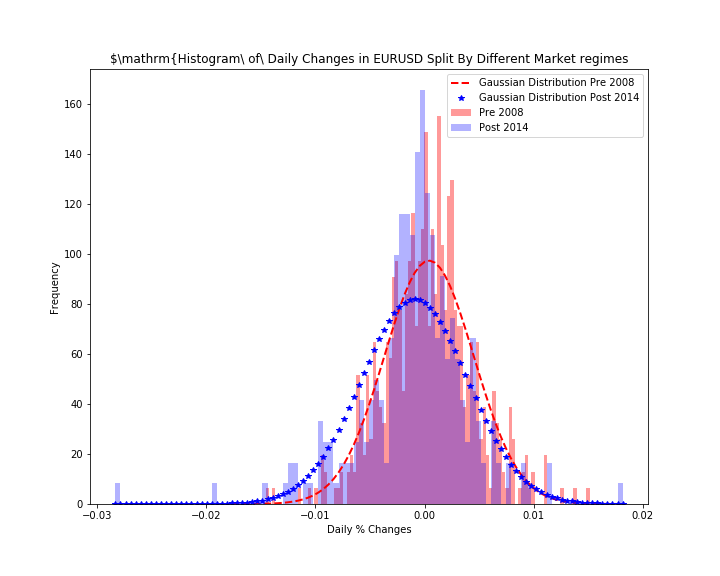 $\mathrm{Histogram\ of\ Daily Changes in EURUSD Split By Different Market regimes
Gaussian Distribution Pre 2008
Gaussian Distribution Post 2014
Pre 2008
Post 2014
160
140
120
100
80
60
40
20
0
Frequency
−0.03
−0.02
−0.01
0.00
0.01
0.02
Daily % Changes